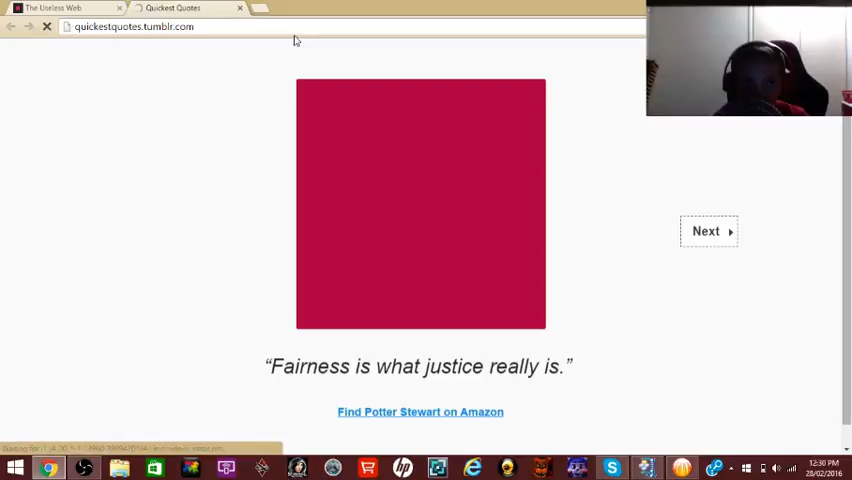 The Useless Web
Quickest Quotes
quickestquotes.tumblr.com
Next
“Fairness is what justice really is.”
Find Potter Stewart on Amazon
12:30 PM
28/02/2016